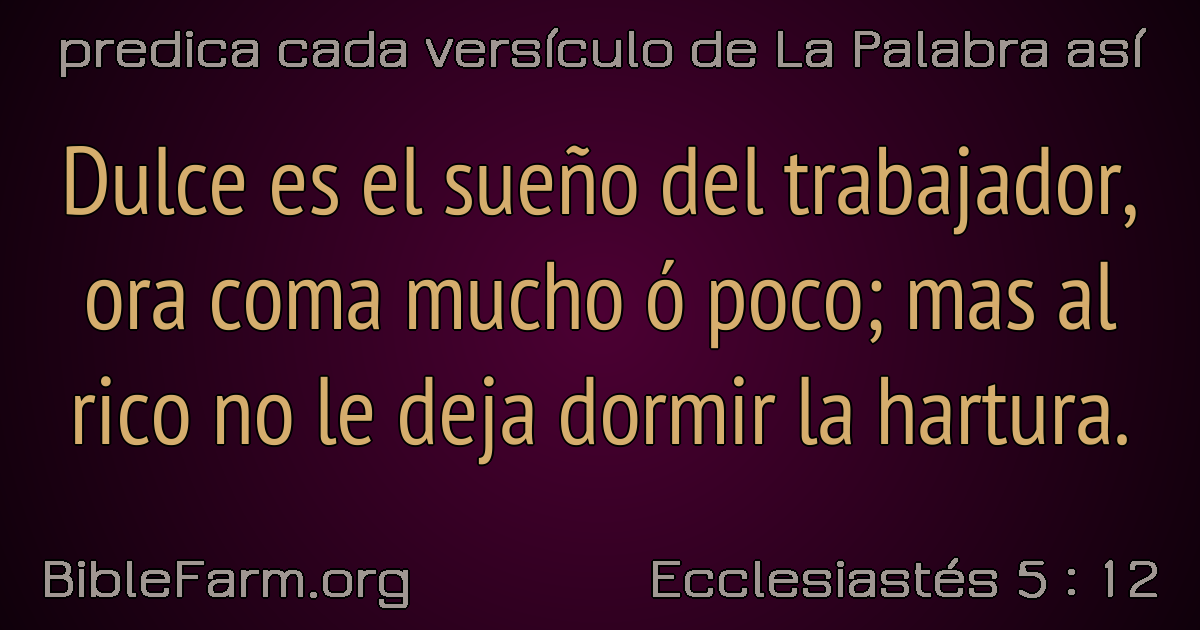 predica cada versículo de La Palabra así
Dulce es el sueño del trabajador,
ora coma mucho ó poco; mas al
rico no le deja dormir la hartura.
BibleFarm.org
Ecclesiastés 5 : 12